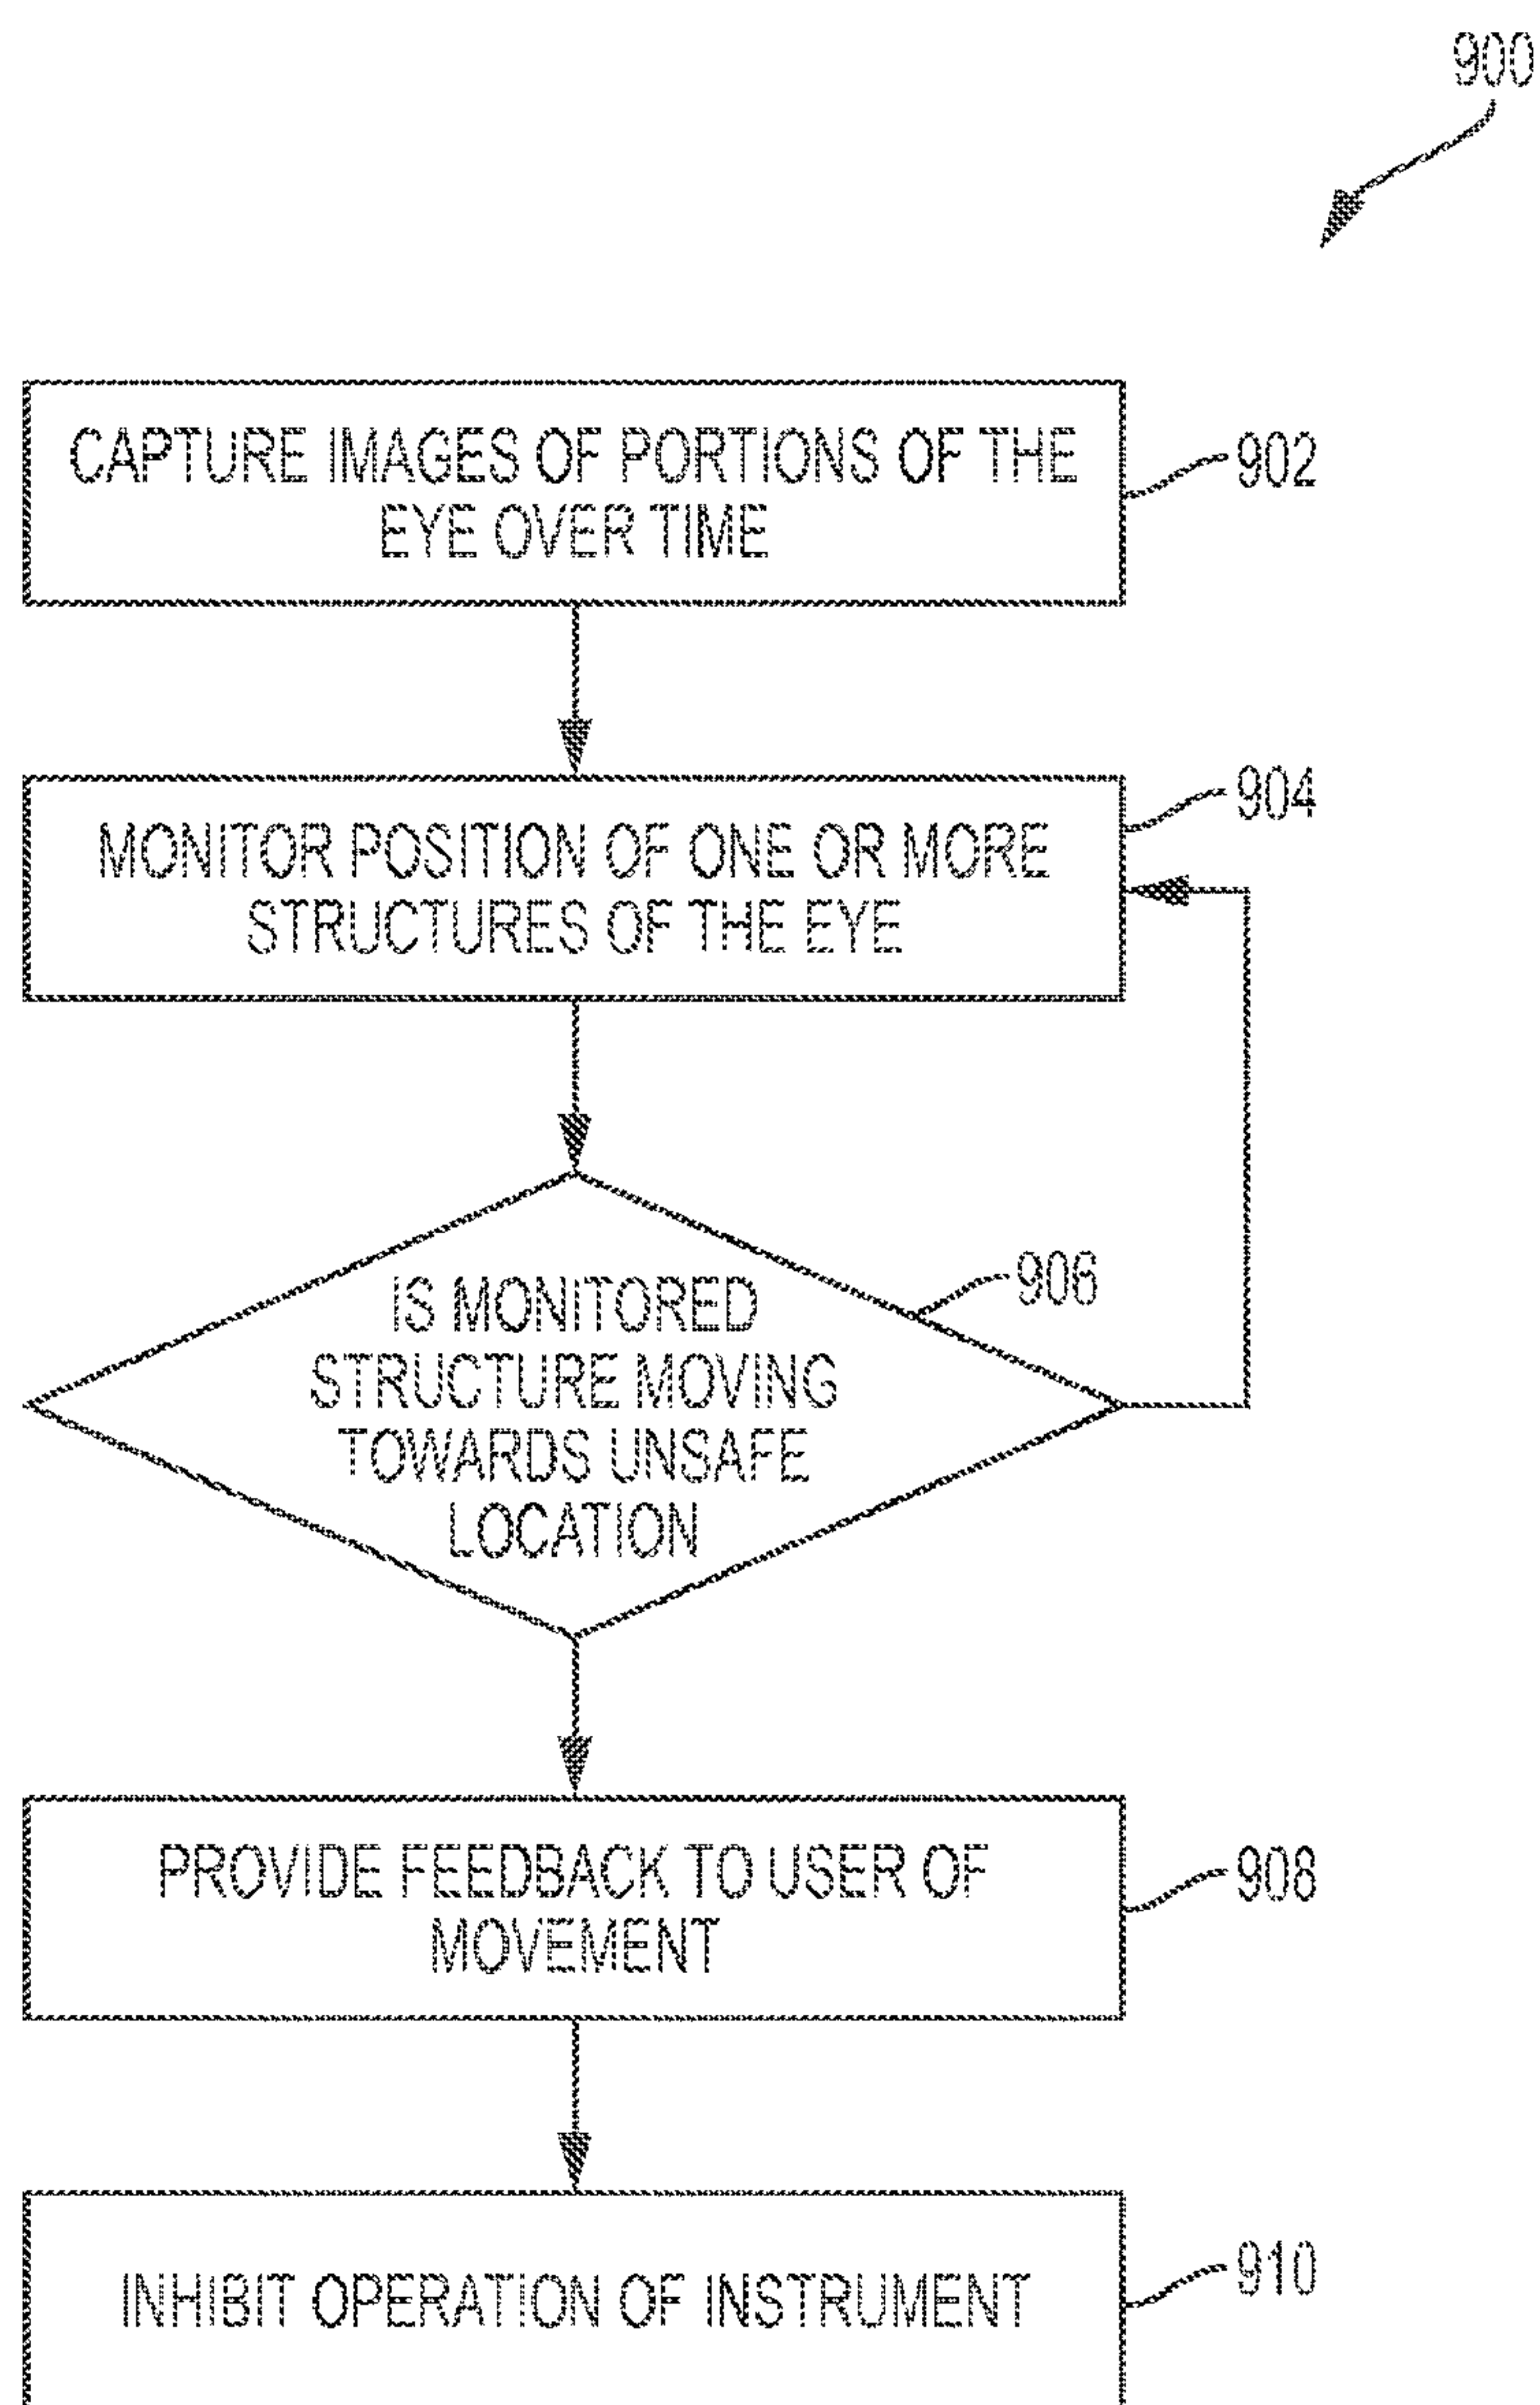 900
CAPTURE IMAGES OF PORTIONS OF THE
EYE OVER TIME
902
MONITOR POSITION OF ONE OR MORE
STRUCTURES OF THE EYE
904
IS MONITORED
STRUCTURE MOVING
TOWARDS UNSAFE
LOCATION
906
PROVIDE FEEDBACK TO USER OF
MOVEMENT
908
INHIBIT OPERATION OF INSTRUMENT
910